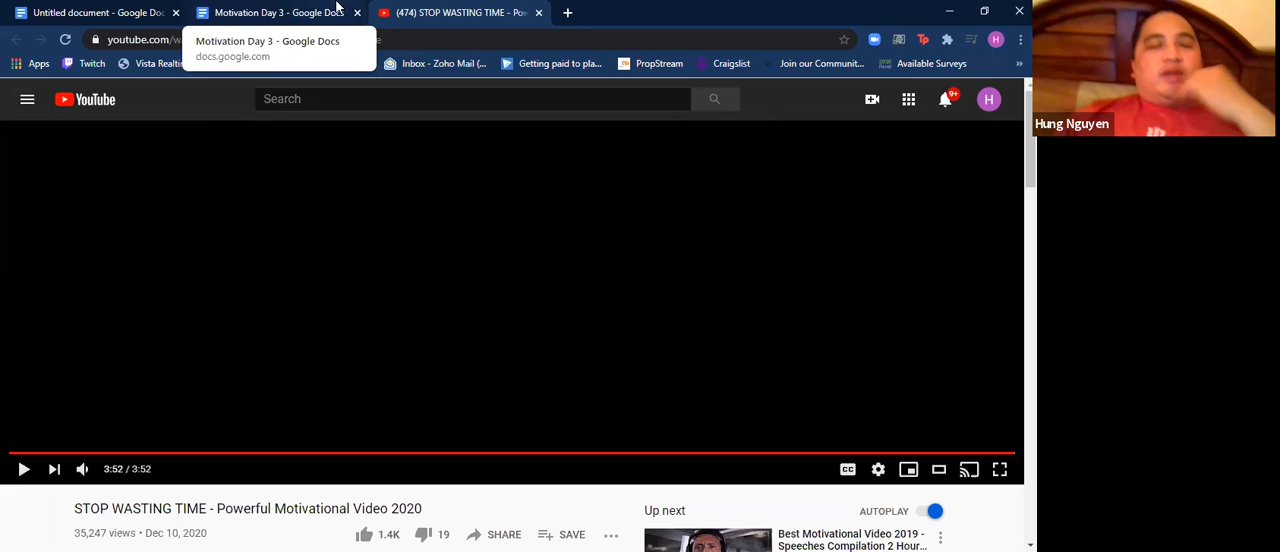 Untitled document - Google Doc
Motivation Day 3 - Google Docs
(474) STOP WASTING TIME - Pow
youtube.com/w
Motivation Day 3 - Google Docs
docs.google.com
Apps
Twitch
Vista Realti
Inbox - Zoho Mail (...
Getting paid to pla...
PropStream
Craigslist
Join our Communit...
Available Surveys
»
YouTube
Search
9+
H
Hung Nguyen
3:52 / 3:52
CC
STOP WASTING TIME - Powerful Motivational Video 2020
35,247 views • Dec 10, 2020
1.4K
19
SHARE
SAVE
Up next
AUTOPLAY
Best Motivational Video 2019 -
Speeches Compilation 2 Hour...